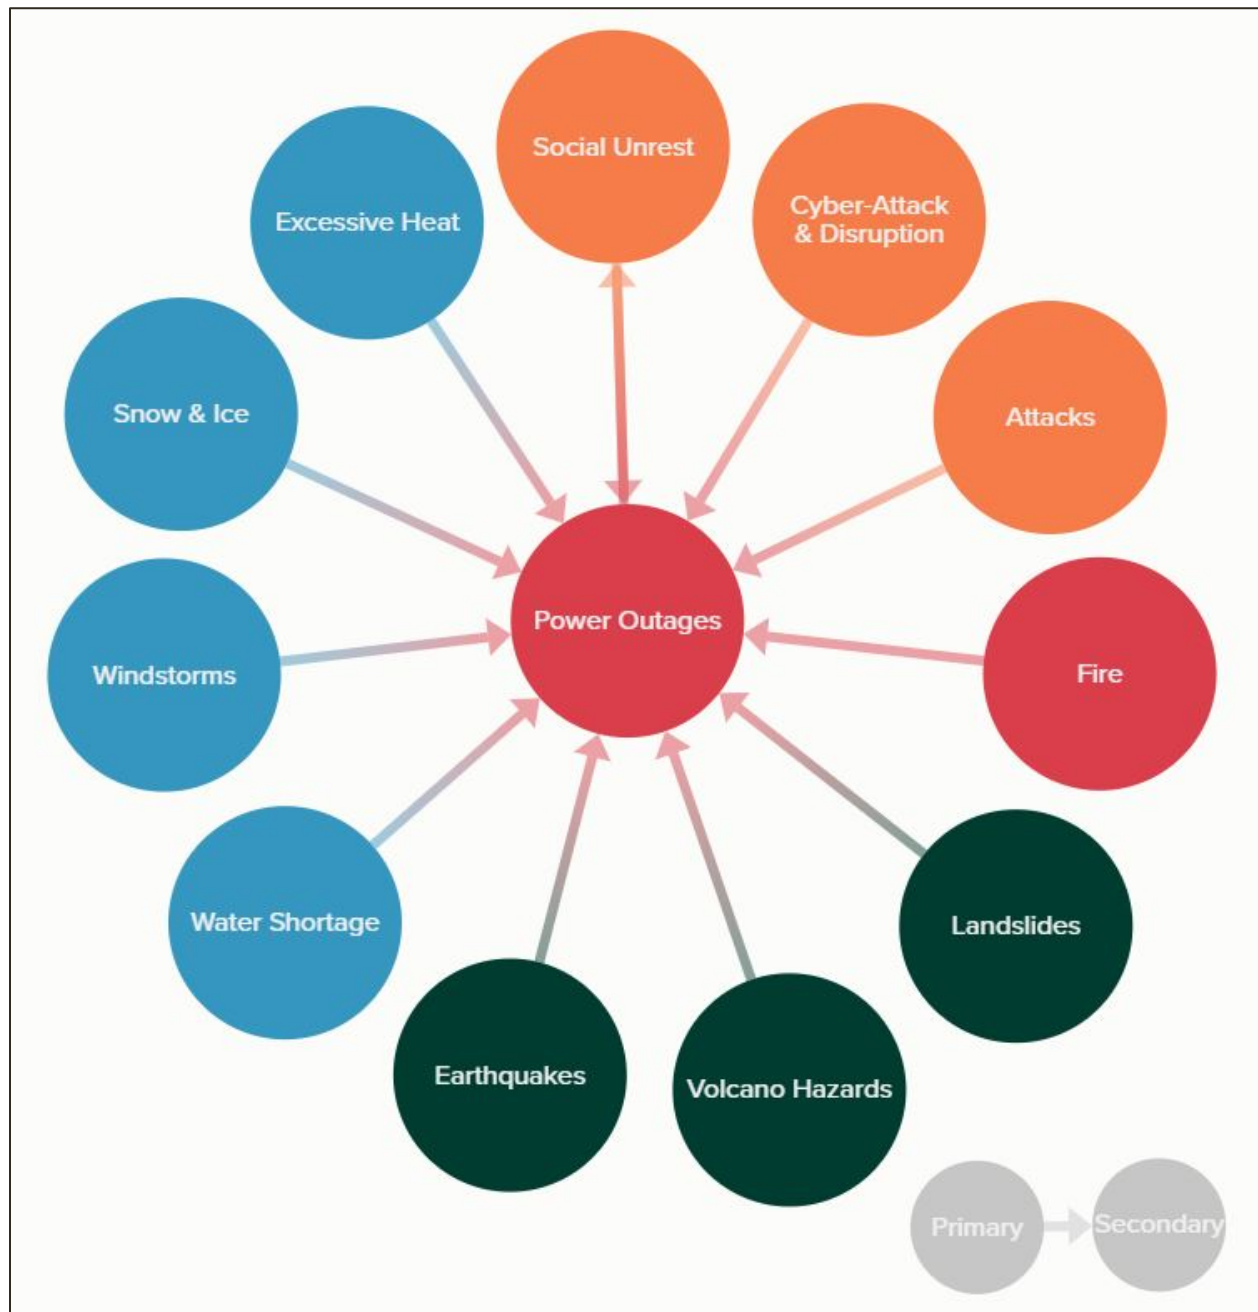 Social Unrest
Cyber-Attack
& Disruption
Excessive Heat
Snow & Ice
Attacks
Power Outages
Windstorms
Fire
Water Shortage
Landslides
Earthquakes
Volcano Hazards
Primary
Secondary